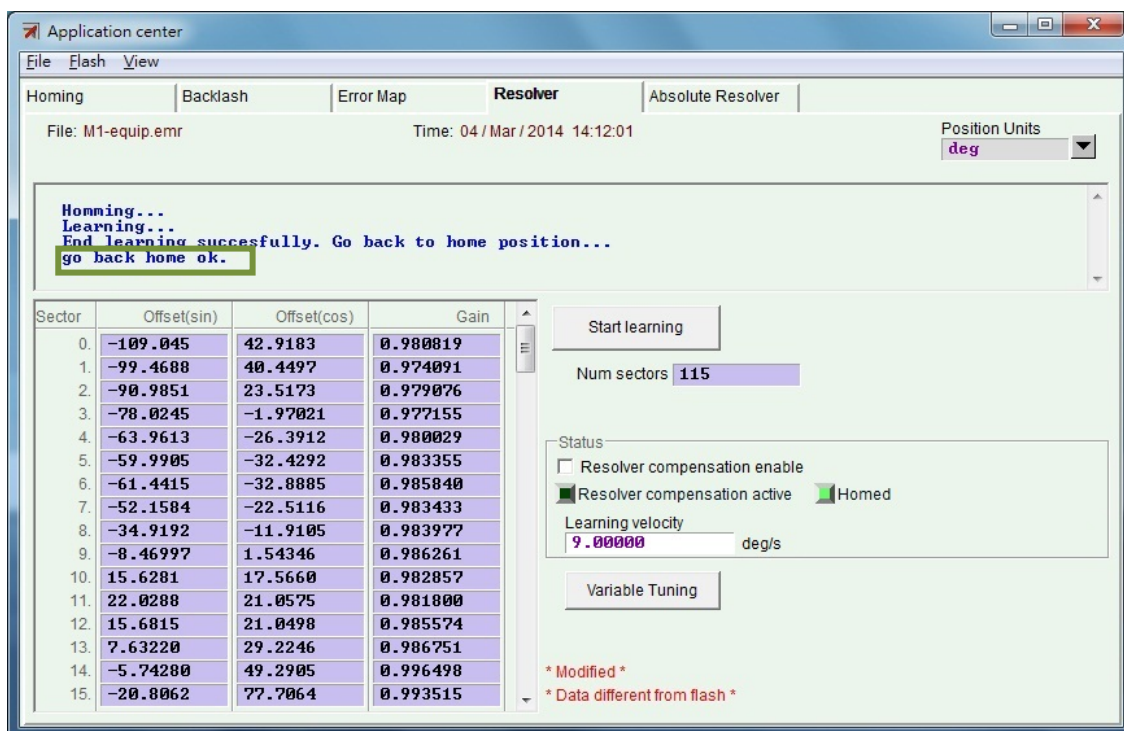 Application center
File Flash View
Homing Backlash Error Map Resolver Absolute Resolver
File: M1-equip.emr Time: 04 / Mar / 2014 14:12:01 Position Units
deg
Homming...
Learning...
End learning succesfully. Go back to home position...
go back home ok.
Sector Offset(sin) Offset(cos) Gain
0. -109.045 42.9183 0.980819
1. -99.4688 40.4497 0.974091
2. -90.9851 23.5173 0.979076
3. -78.0245 -1.97021 0.977155
4. -63.9613 -26.3912 0.980029
5. -59.9905 -32.4292 0.983355
6. -61.4415 -32.8885 0.985840
7. -52.1584 -22.5116 0.983433
8. -34.9192 -11.9105 0.983977
9. -8.46997 1.54346 0.986261
10. 15.6281 17.5660 0.982857
11. 22.0288 21.0575 0.981800
12. 15.6815 21.0498 0.985574
13. 7.63220 29.2246 0.986751
14. -5.74280 49.2905 0.996498
15. -20.8062 77.7064 0.993515
Start learning
Num sectors 115
Status
Resolver compensation enable
Resolver compensation active Homed
Learning velocity
9.00000 deg/s
Variable Tuning
* Modified *
* Data different from flash *